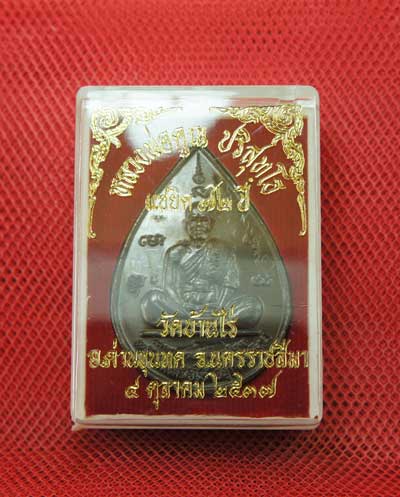 หลวงพ่อคูณ ปริสุทโธ
แซยิด ๗๒ ปี
วัดบ้านไร่
อ.ด่านขุนทด จ.นครราชสีมา
๔ ตุลาคม ๒๕๓๗